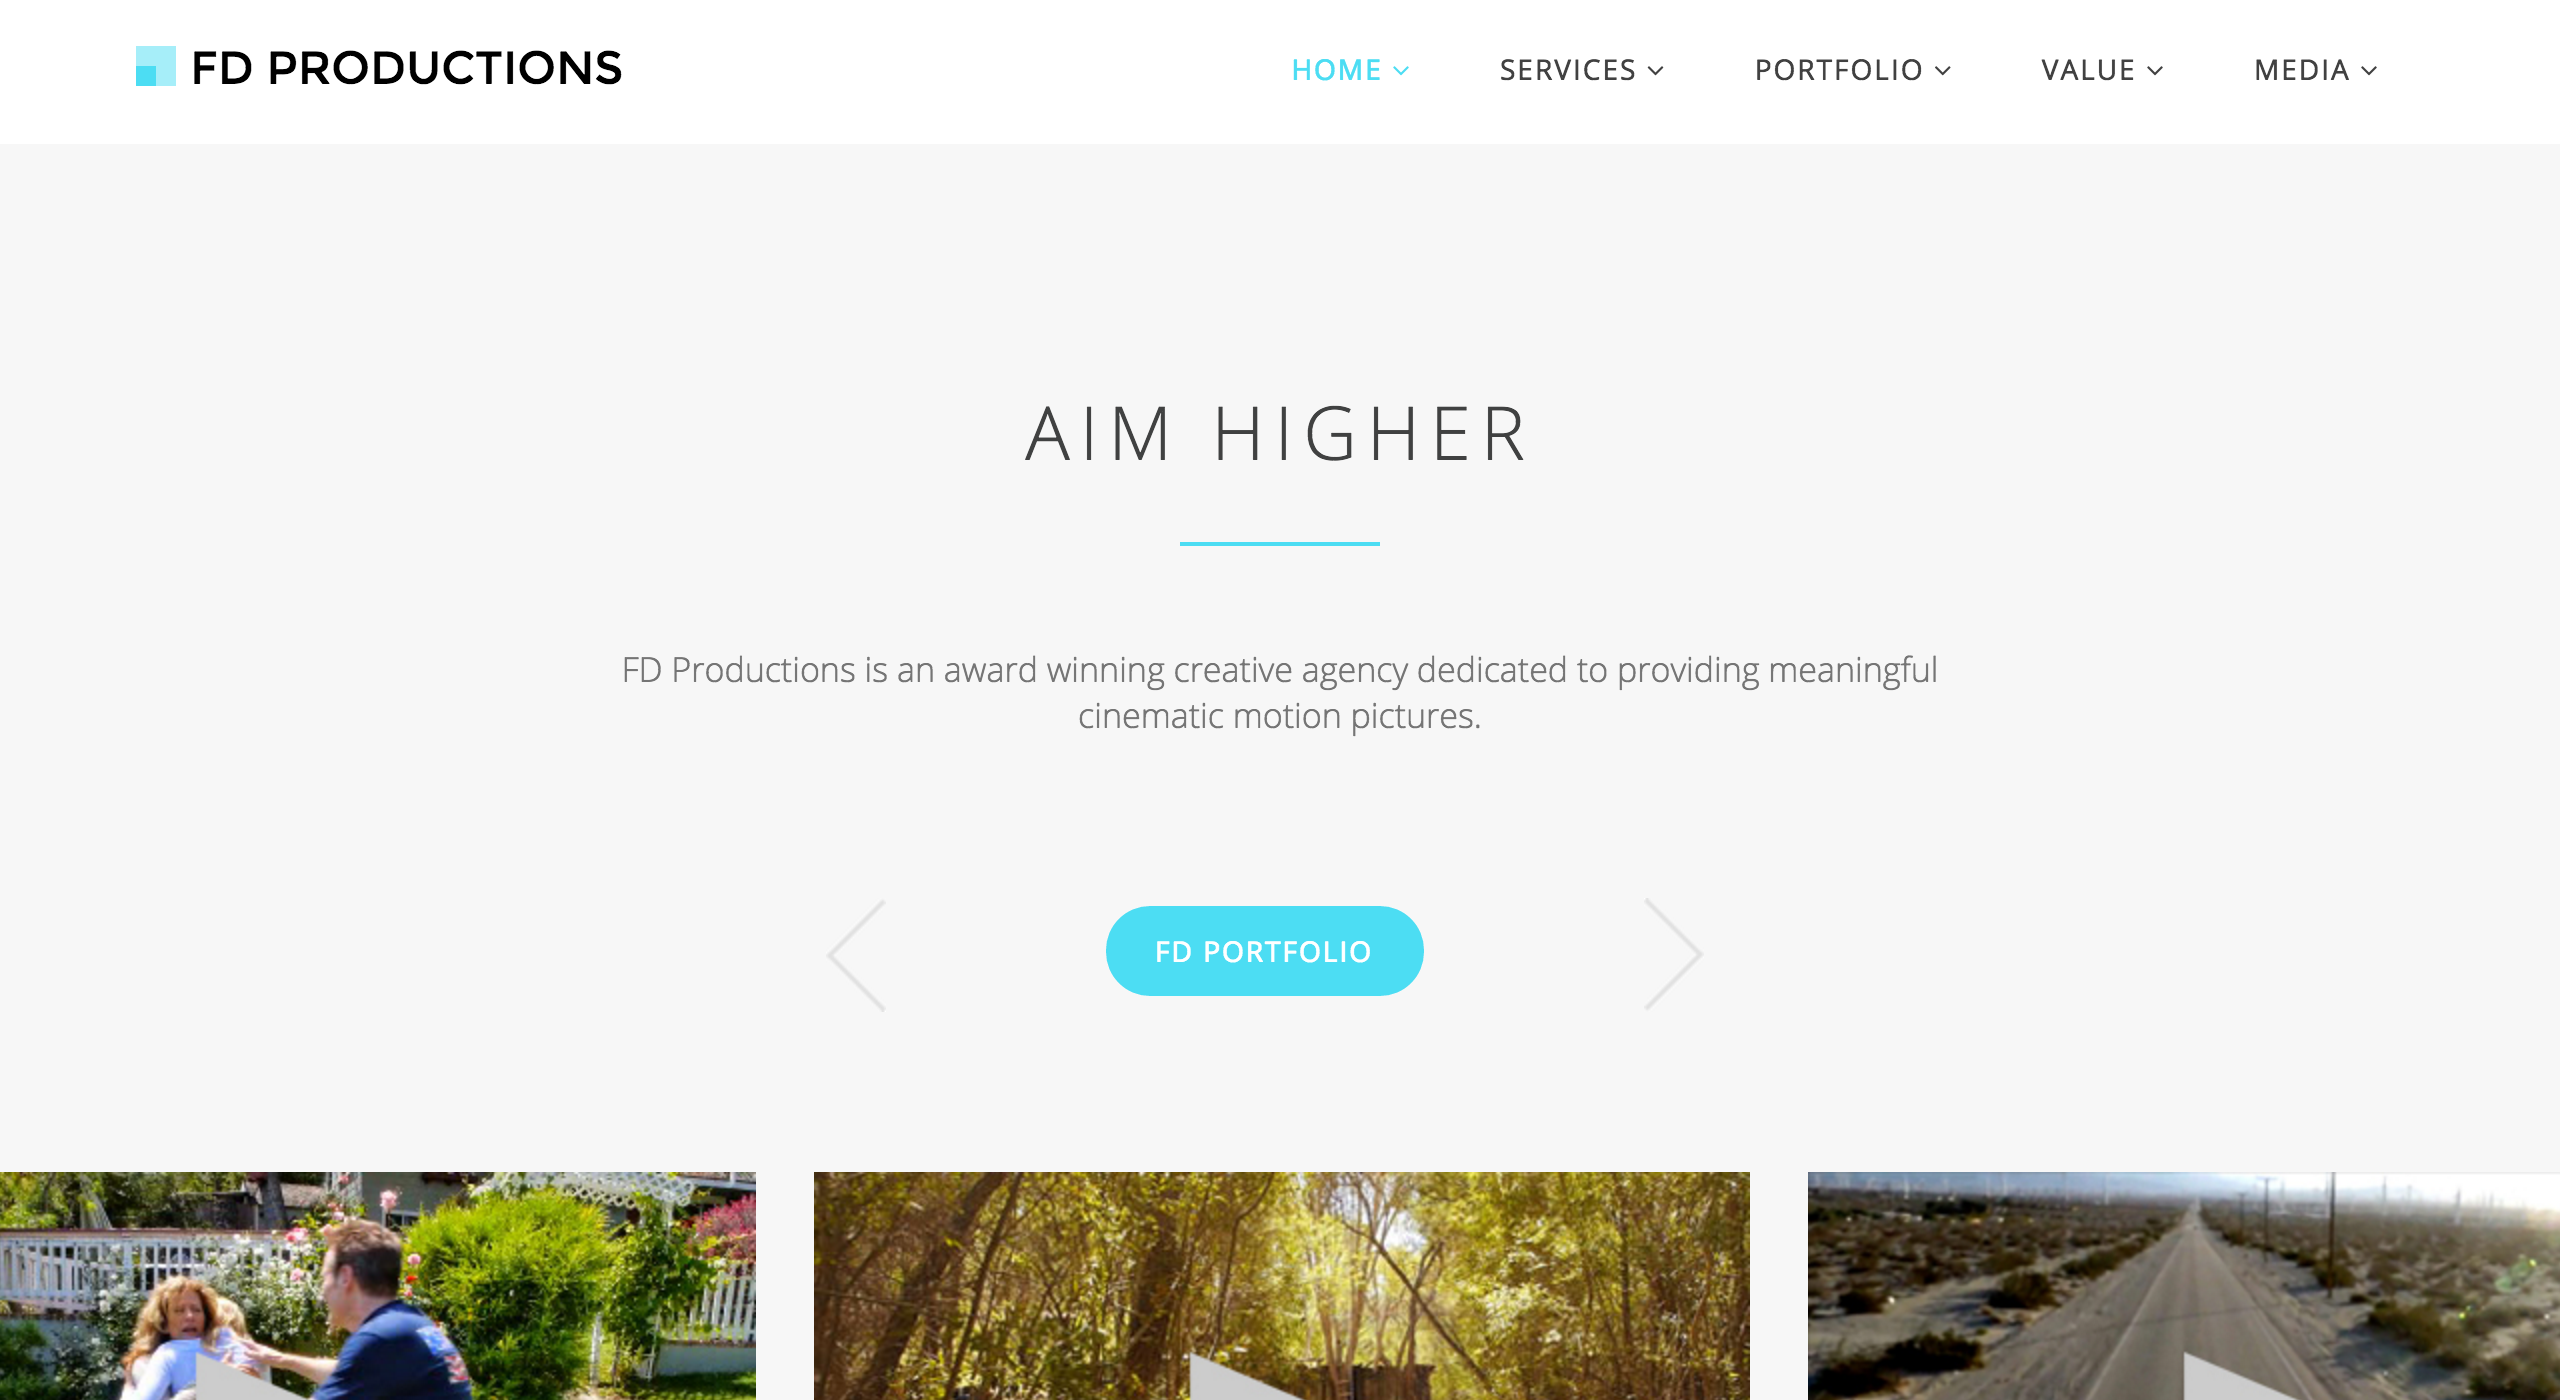 FD PRODUCTIONS
HOME
SERVICES
PORTFOLIO
VALUE
MEDIA
AIM HIGHER
FD Productions is an award winning creative agency dedicated to providing meaningful
cinematic motion pictures.
FD PORTFOLIO